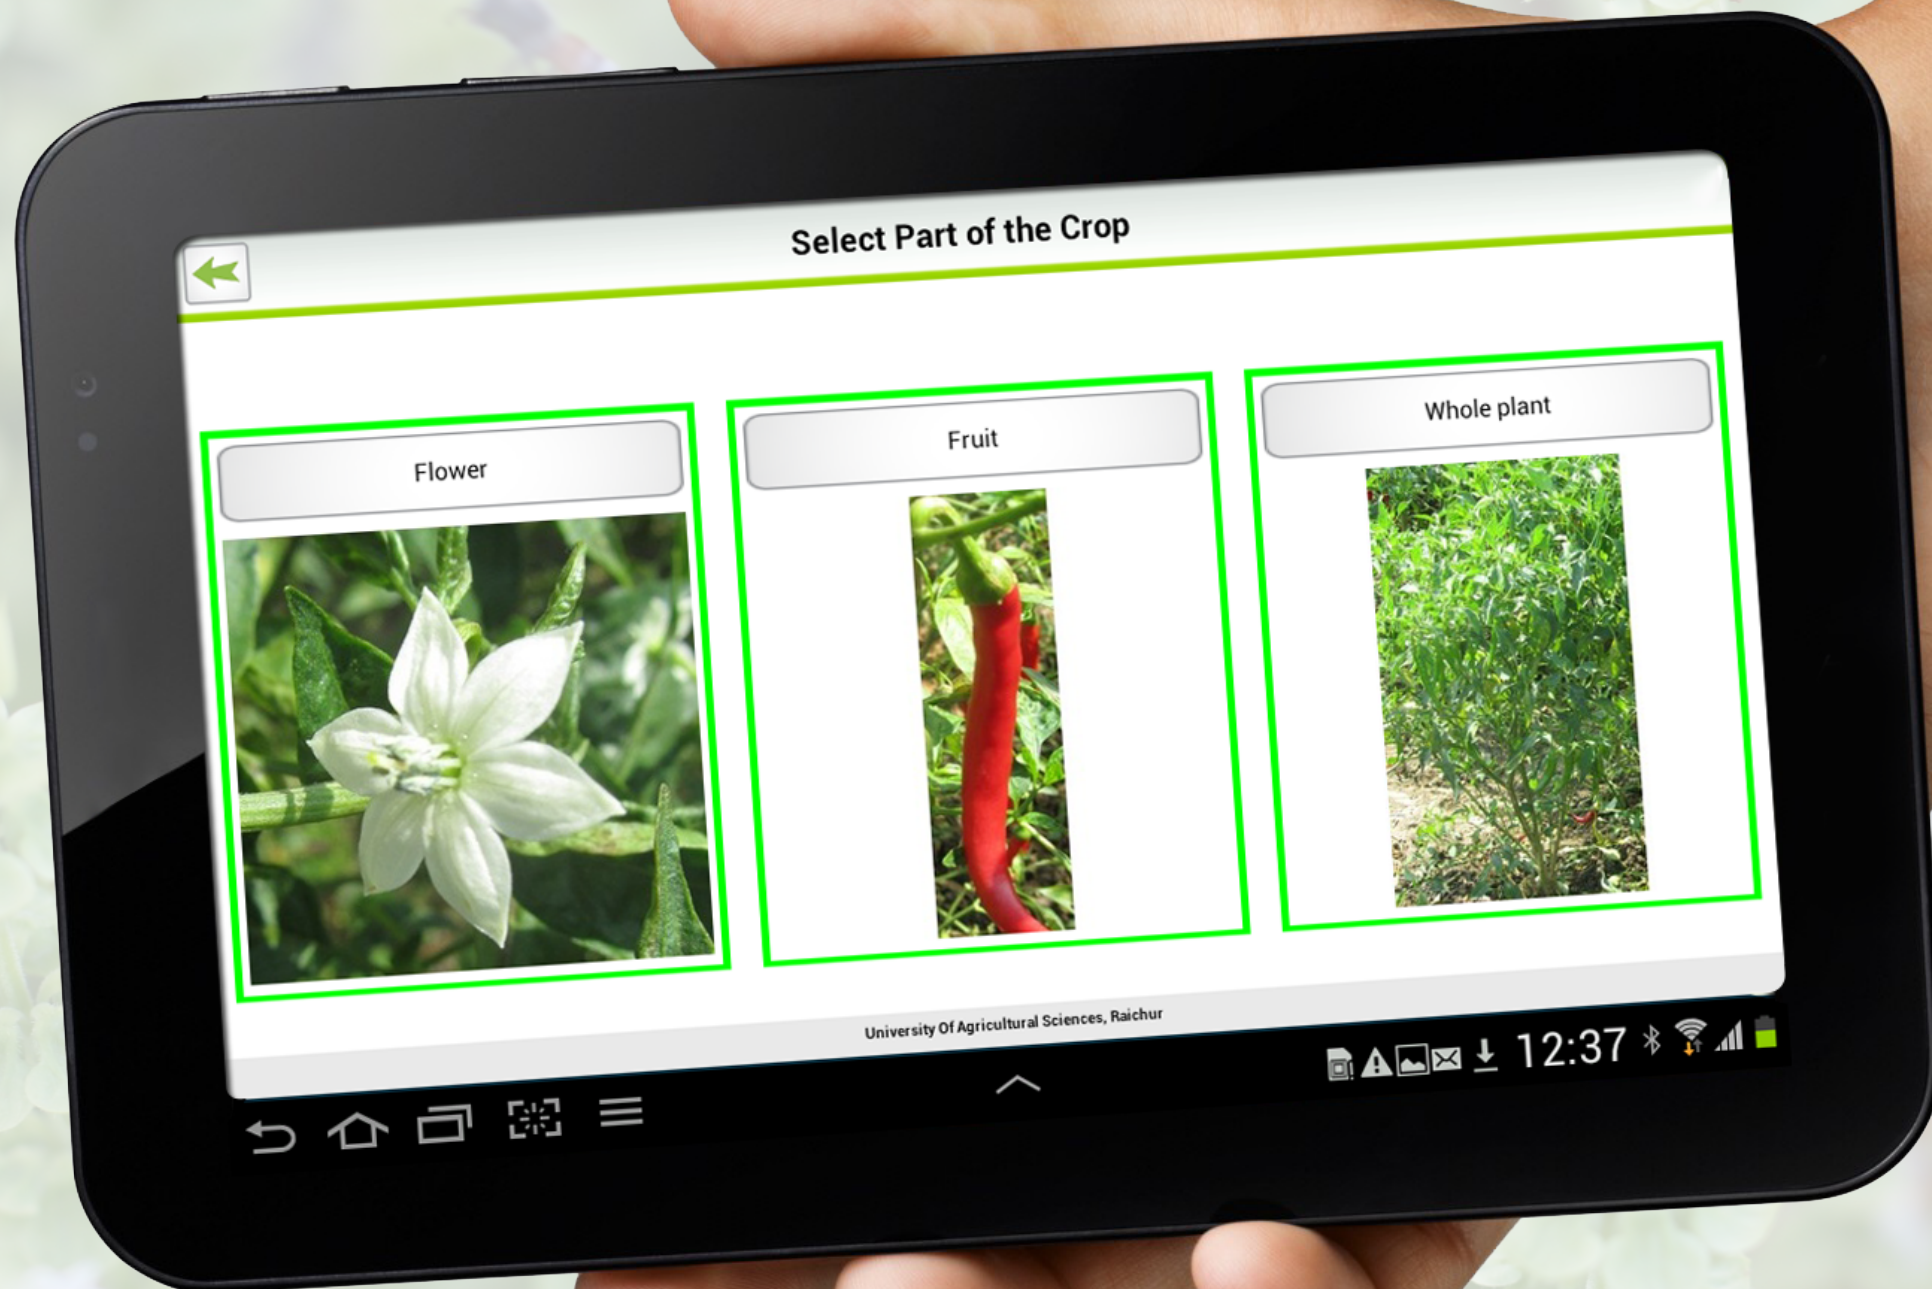 Select Part of the Crop
Flower
Fruit
Whole plant
University Of Agricultural Sciences, Raichur
12:37